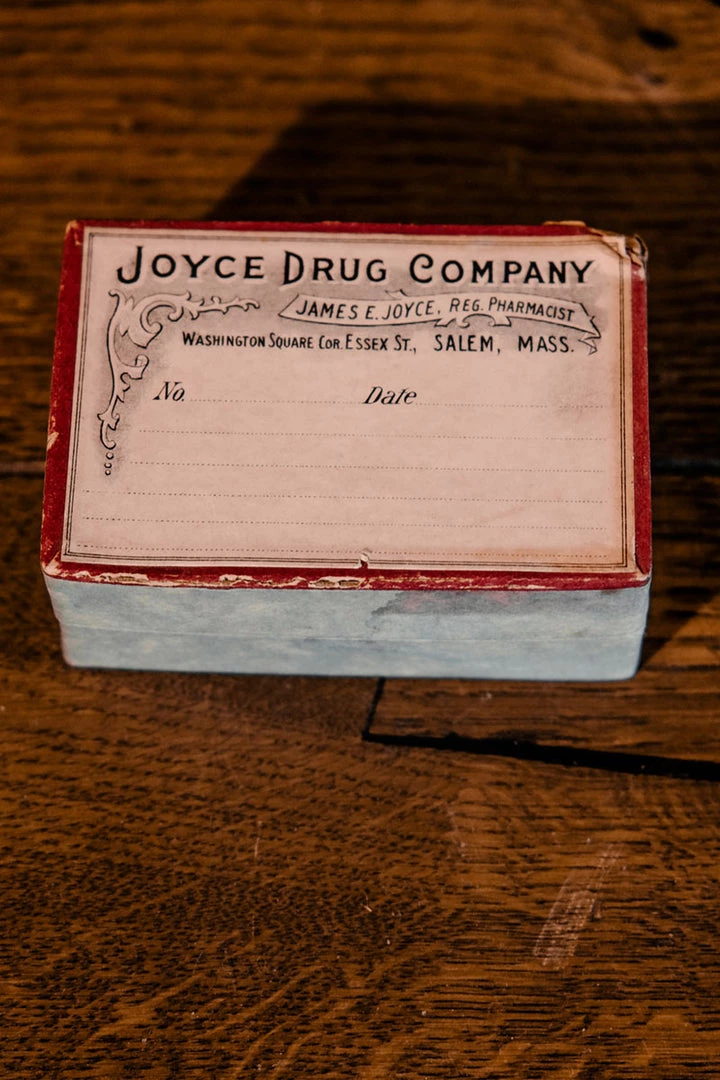 JOYCE DRUG COMPANY
JAMES E. JOYCE, REG. PHARMACIST
WASHINGTON SQUARE COR. ESSEX ST., SALEM, MASS.
No. Date